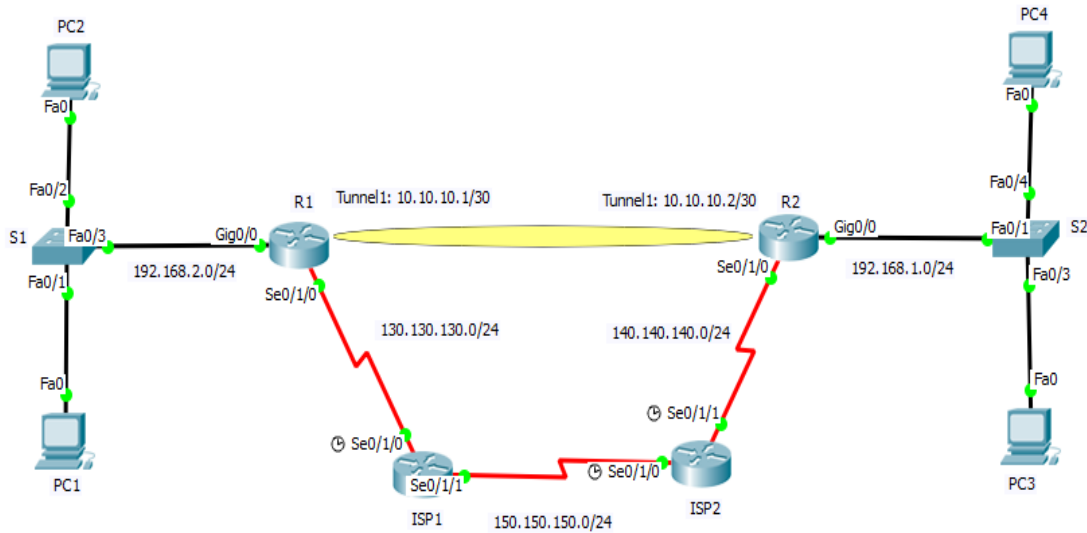 PC2
PC4
Fa0
Fa0
Fa0/2
Tunnel1: 10.10.10.1/30
Tunnel1: 10.10.10.2/30
Fa0/4
R1
R2
S1
Fa0/3
Gig0/0
Gig0/0
Fa0/1
S2
192.168.2.0/24
192.168.1.0/24
Fa0/1
Se0/1/0
Se0/1/0
Fa0/3
130.130.130.0/24
140.140.140.0/24
Fa0
Fa0
Se0/1/0
Se0/1/1
PC1
Se0/1/1
Se0/1/0
PC3
ISP1
ISP2
150.150.150.0/24